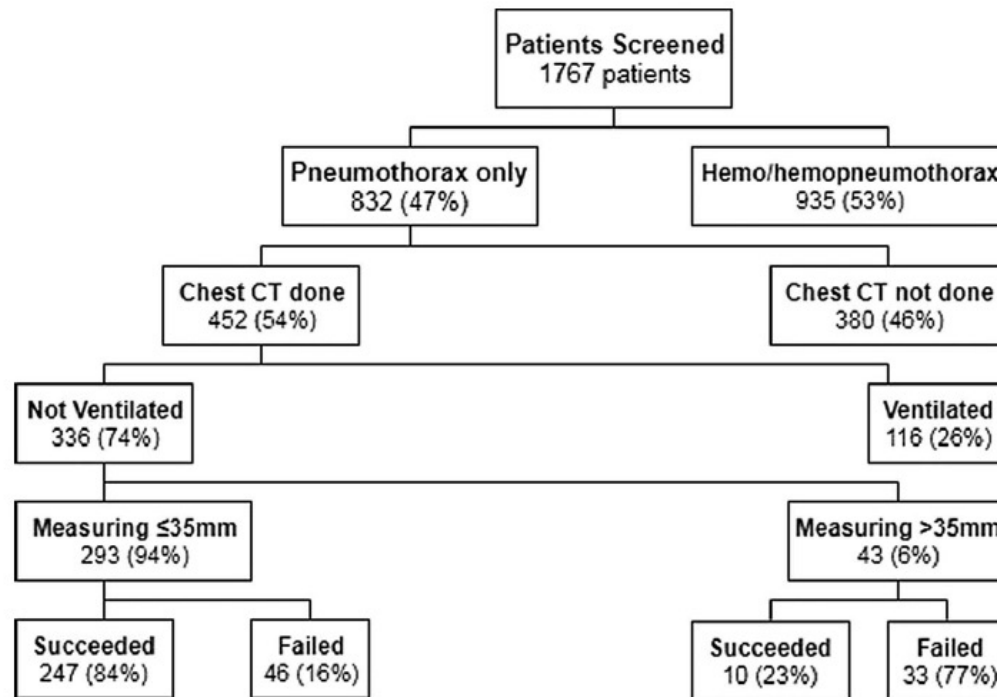 Patients Screened
1767 patients
Pneumothorax only
832 (47%)
Hemo/hemopneumothorax
935 (53%)
Chest CT done
452 (54%)
Chest CT not done
380 (46%)
Not Ventilated
336 (74%)
Ventilated
116 (26%)
Measuring ≤35mm
293 (94%)
Measuring >35mm
43 (6%)
Succeeded
247 (84%)
Failed
46 (16%)
Succeeded
10 (23%)
Failed
33 (77%)